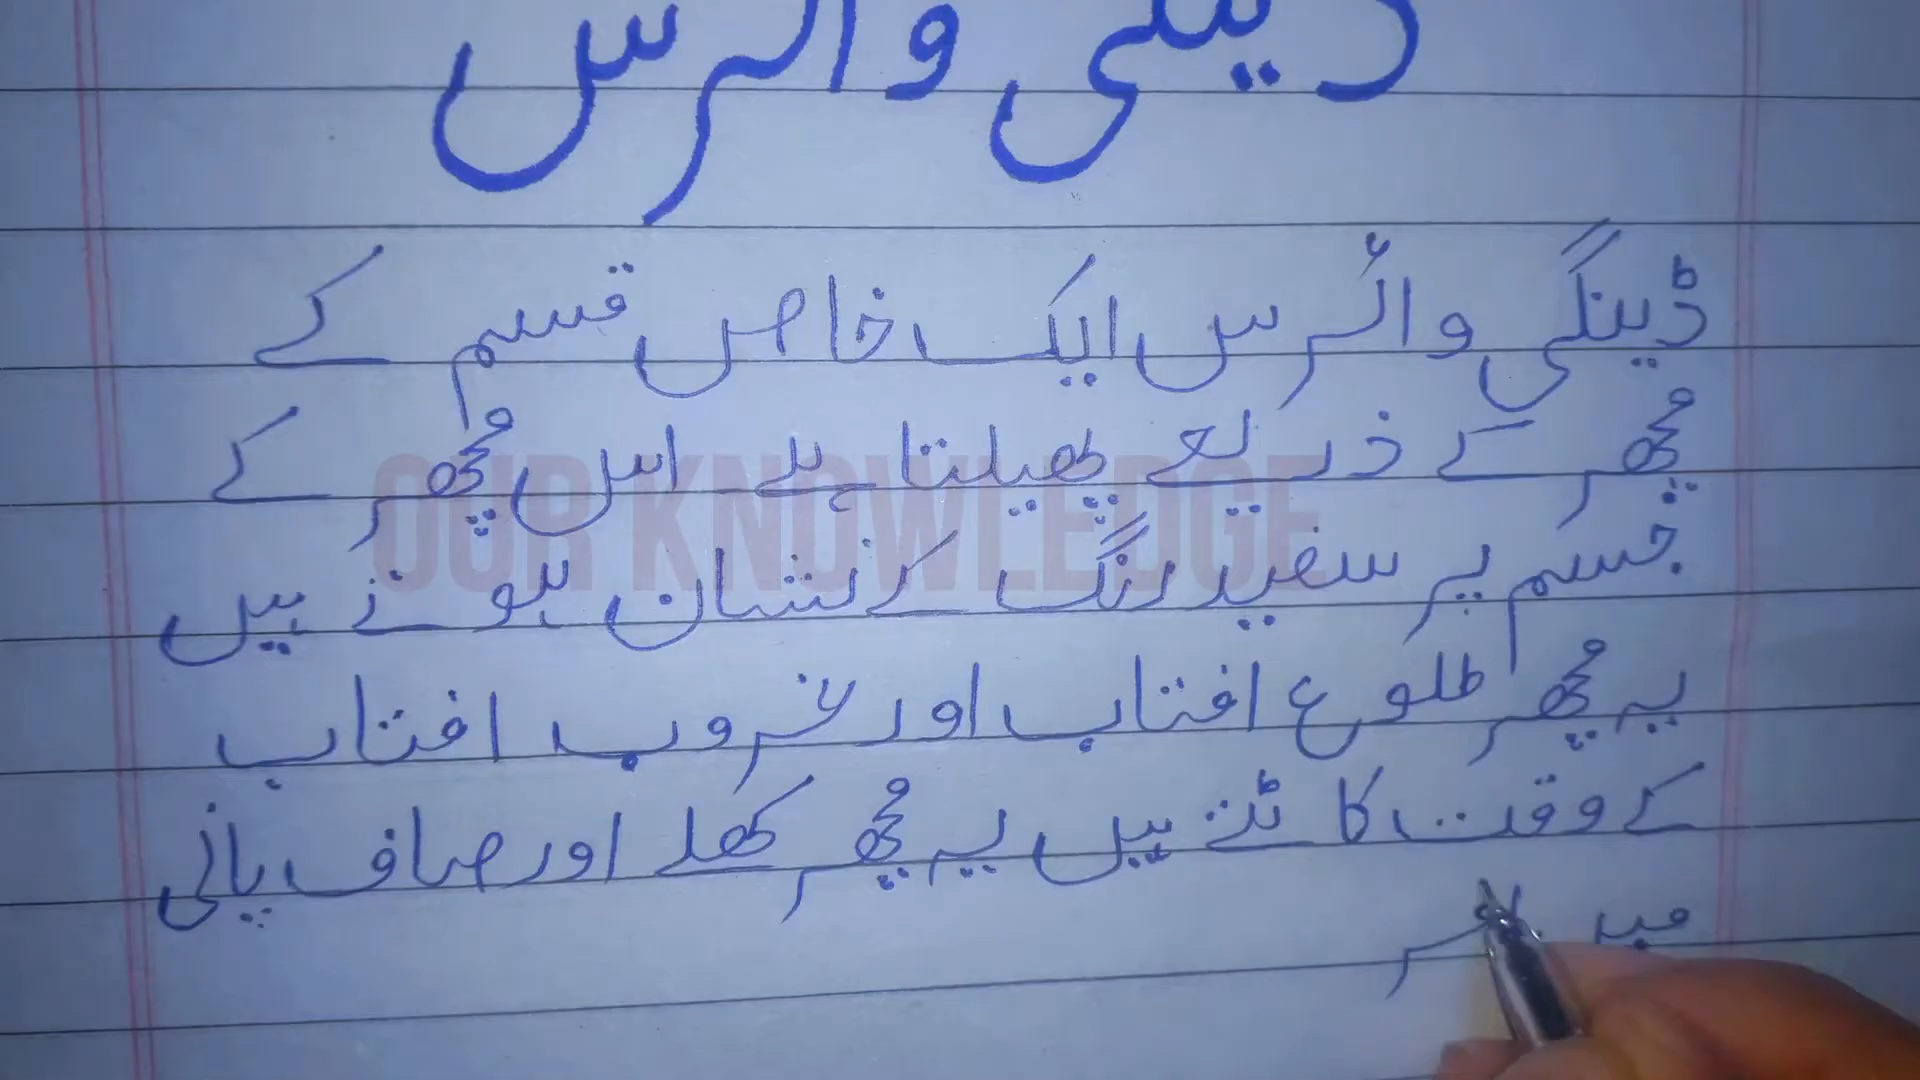 ڈینگی وائرس
ڈینگی وائرس ایک خاص قسم کے
مچھر کے ذریعے پھیلتا ہے۔ اس مچھر کے
جسم پر سفید رنگ کے نشان ہوتے ہیں
یہ مچھر طلوع افتاب اور غروب افتاب
کے وقت کاٹتے ہیں یہ مچھر کھلے اور صاف پانی
OUR KNOWLEDGE